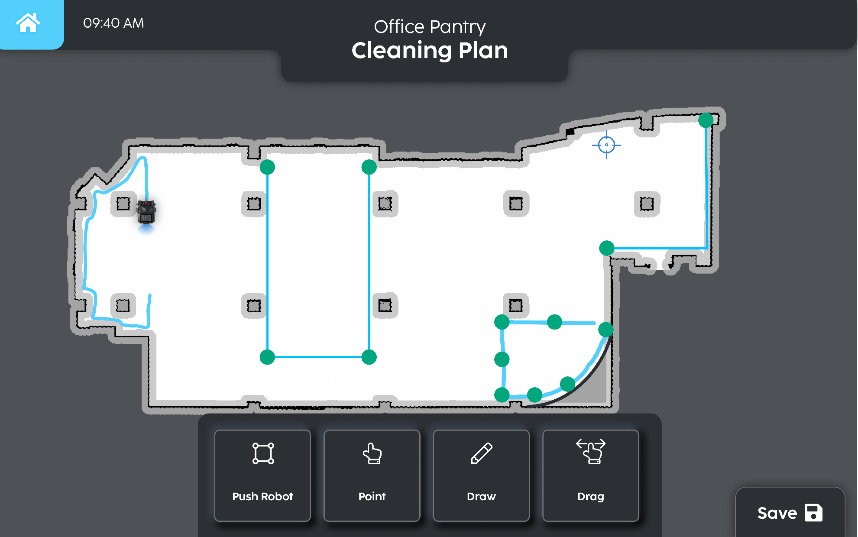 09:40 AM
Office Pantry
Cleaning Plan
Push Robot
Point
Draw
Drag
Save